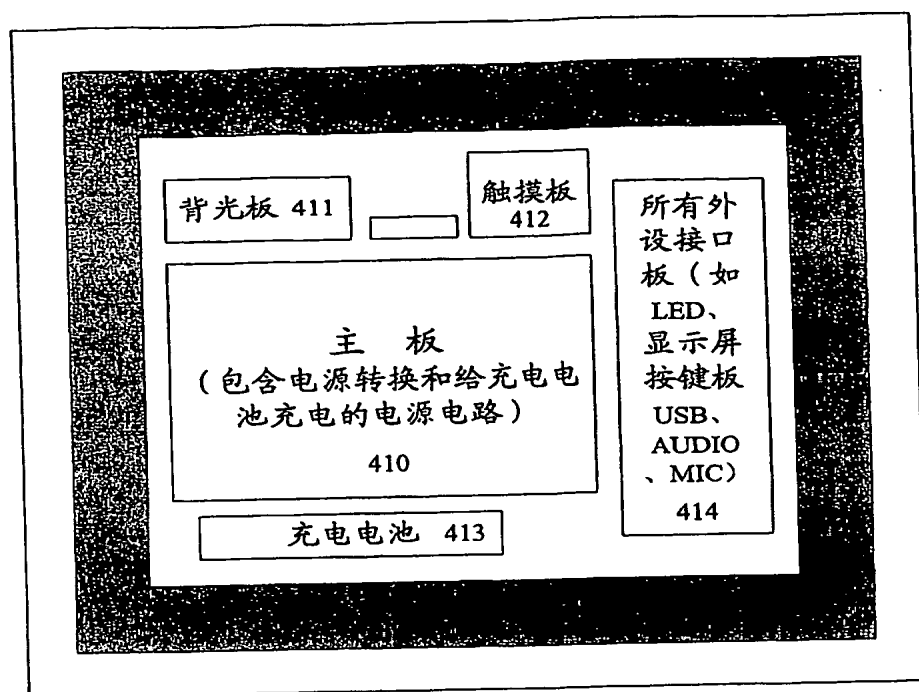 背光板 411
触摸板
412
主 板
（包含电源转换和给充电电
池充电的电源电路）
410
充电电池 413
所有外
设接口
板（如
LED、
显示屏
按键板
USB、
AUDIO
、MIC）
414